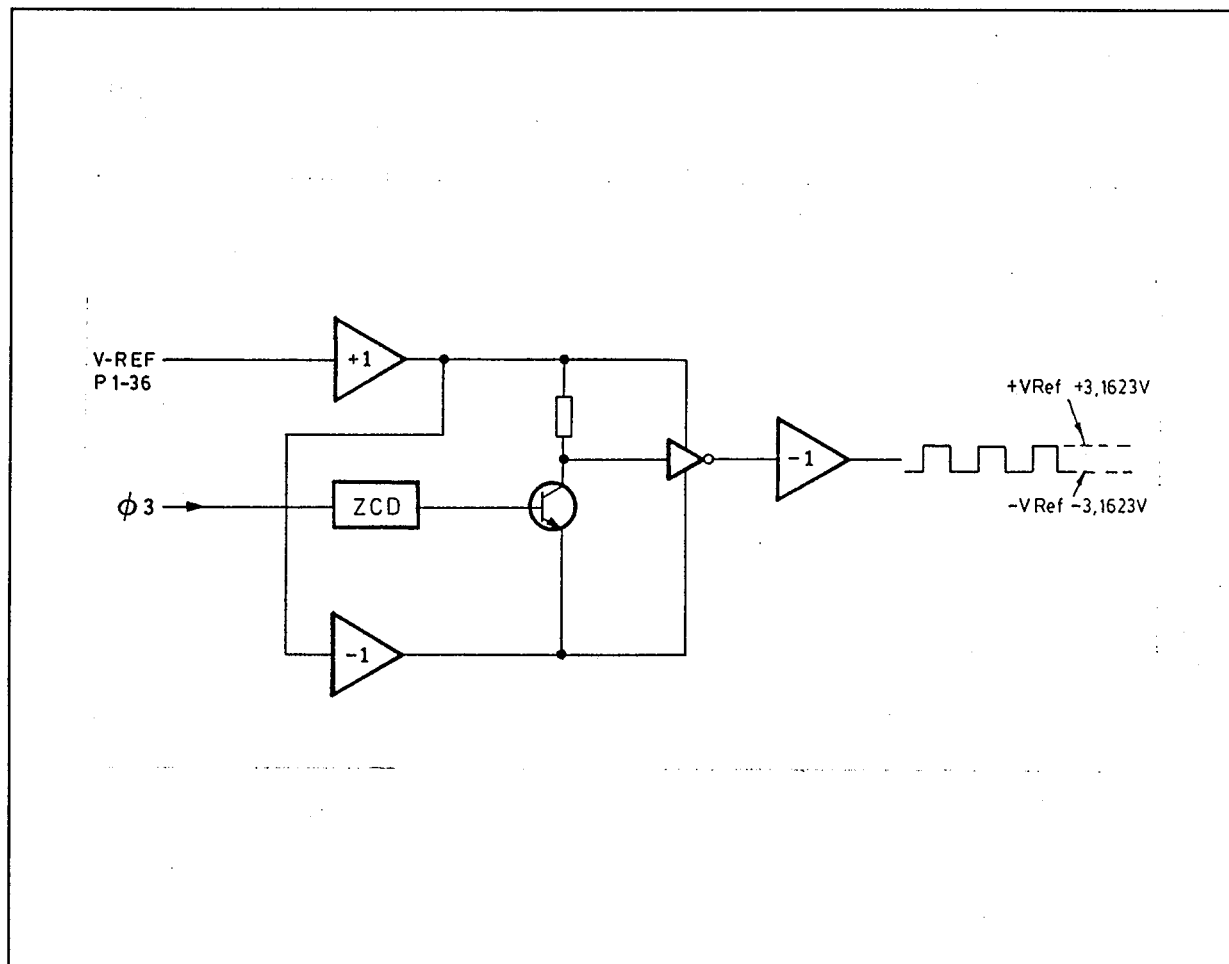 V-REF
P1-36
+1
ϕ3
ZCD
-1
-1
+VRef +3,1623V
-VRef -3,1623V